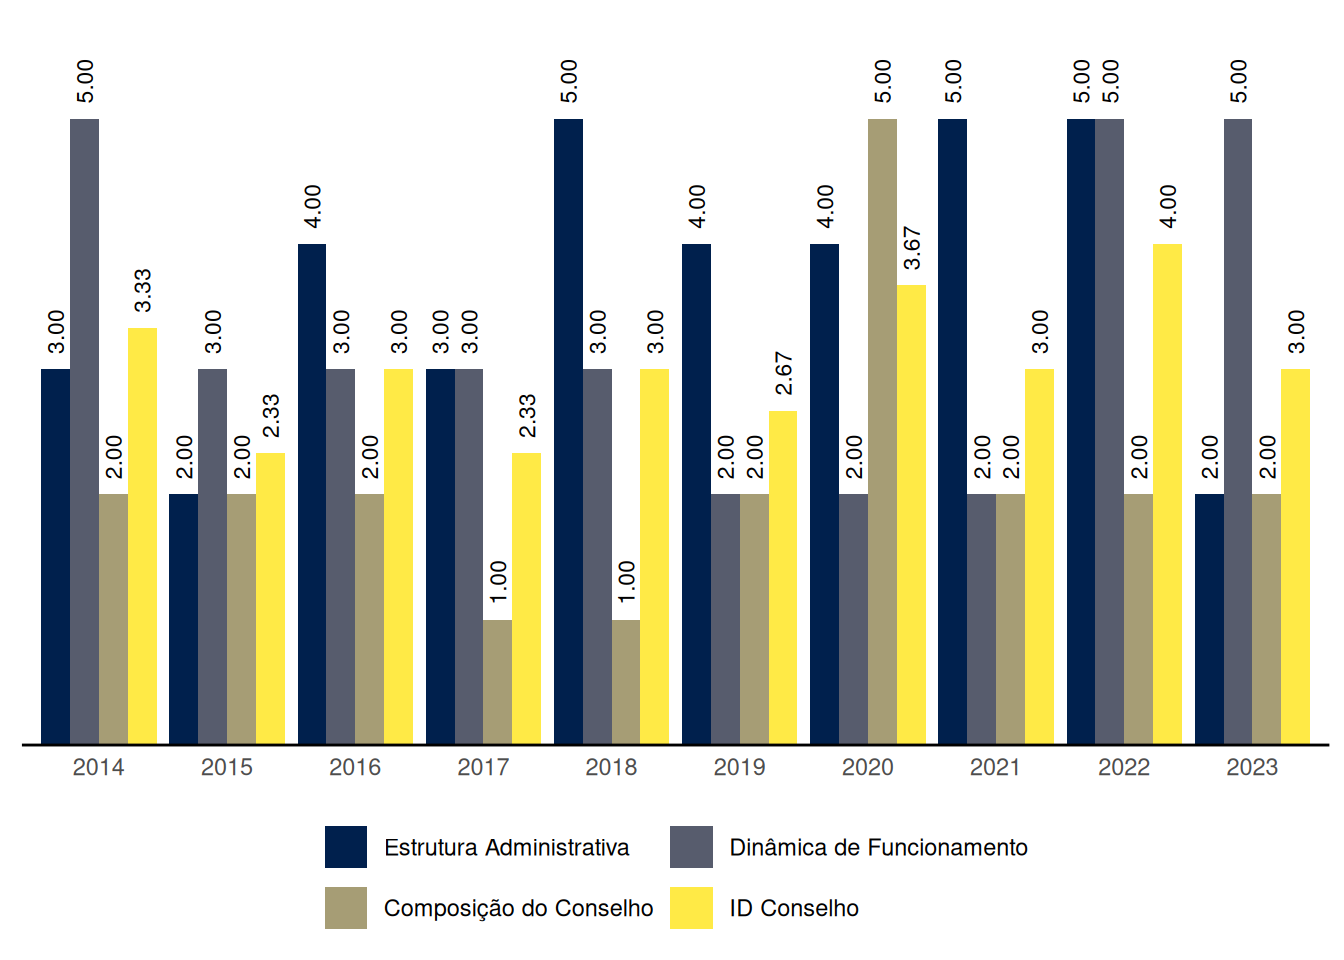 3.00 5.00 2.00 3.33
2.00 3.00 2.00 2.33
4.00 3.00 2.00 3.00
3.00 3.00 1.00 2.33
5.00 3.00 1.00 3.00
4.00 2.00 2.00 2.67
4.00 2.00 5.00 3.67
5.00 2.00 2.00 3.00
5.00 5.00 2.00 4.00
2.00 5.00 2.00 3.00
2014 2015 2016 2017 2018 2019 2020 2021 2022 2023
Estrutura Administrativa Dinâmica de Funcionamento
Composição do Conselho ID Conselho